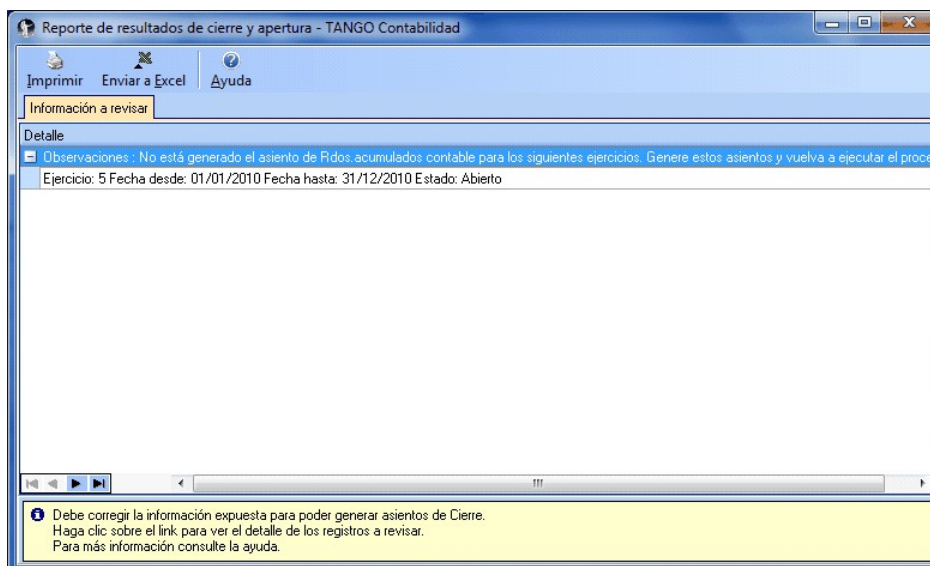 Reporte de resultados de cierre y apertura - TANGO Contabilidad
Imprimir Enviar a Excel Ayuda
Información a revisar
Detalle
Observaciones : No está generado el asiento de Rdos.acumulados contable para los siguientes ejercicios. Genere estos asientos y vuelva a ejecutar el proce
Ejercicio: 5 Fecha desde: 01/01/2010 Fecha hasta: 31/12/2010 Estado: Abierto
Debe corregir la información expuesta para poder generar asientos de Cierre.
Haga clic sobre el link para ver el detalle de los registros a revisar.
Para más información consulte la ayuda.